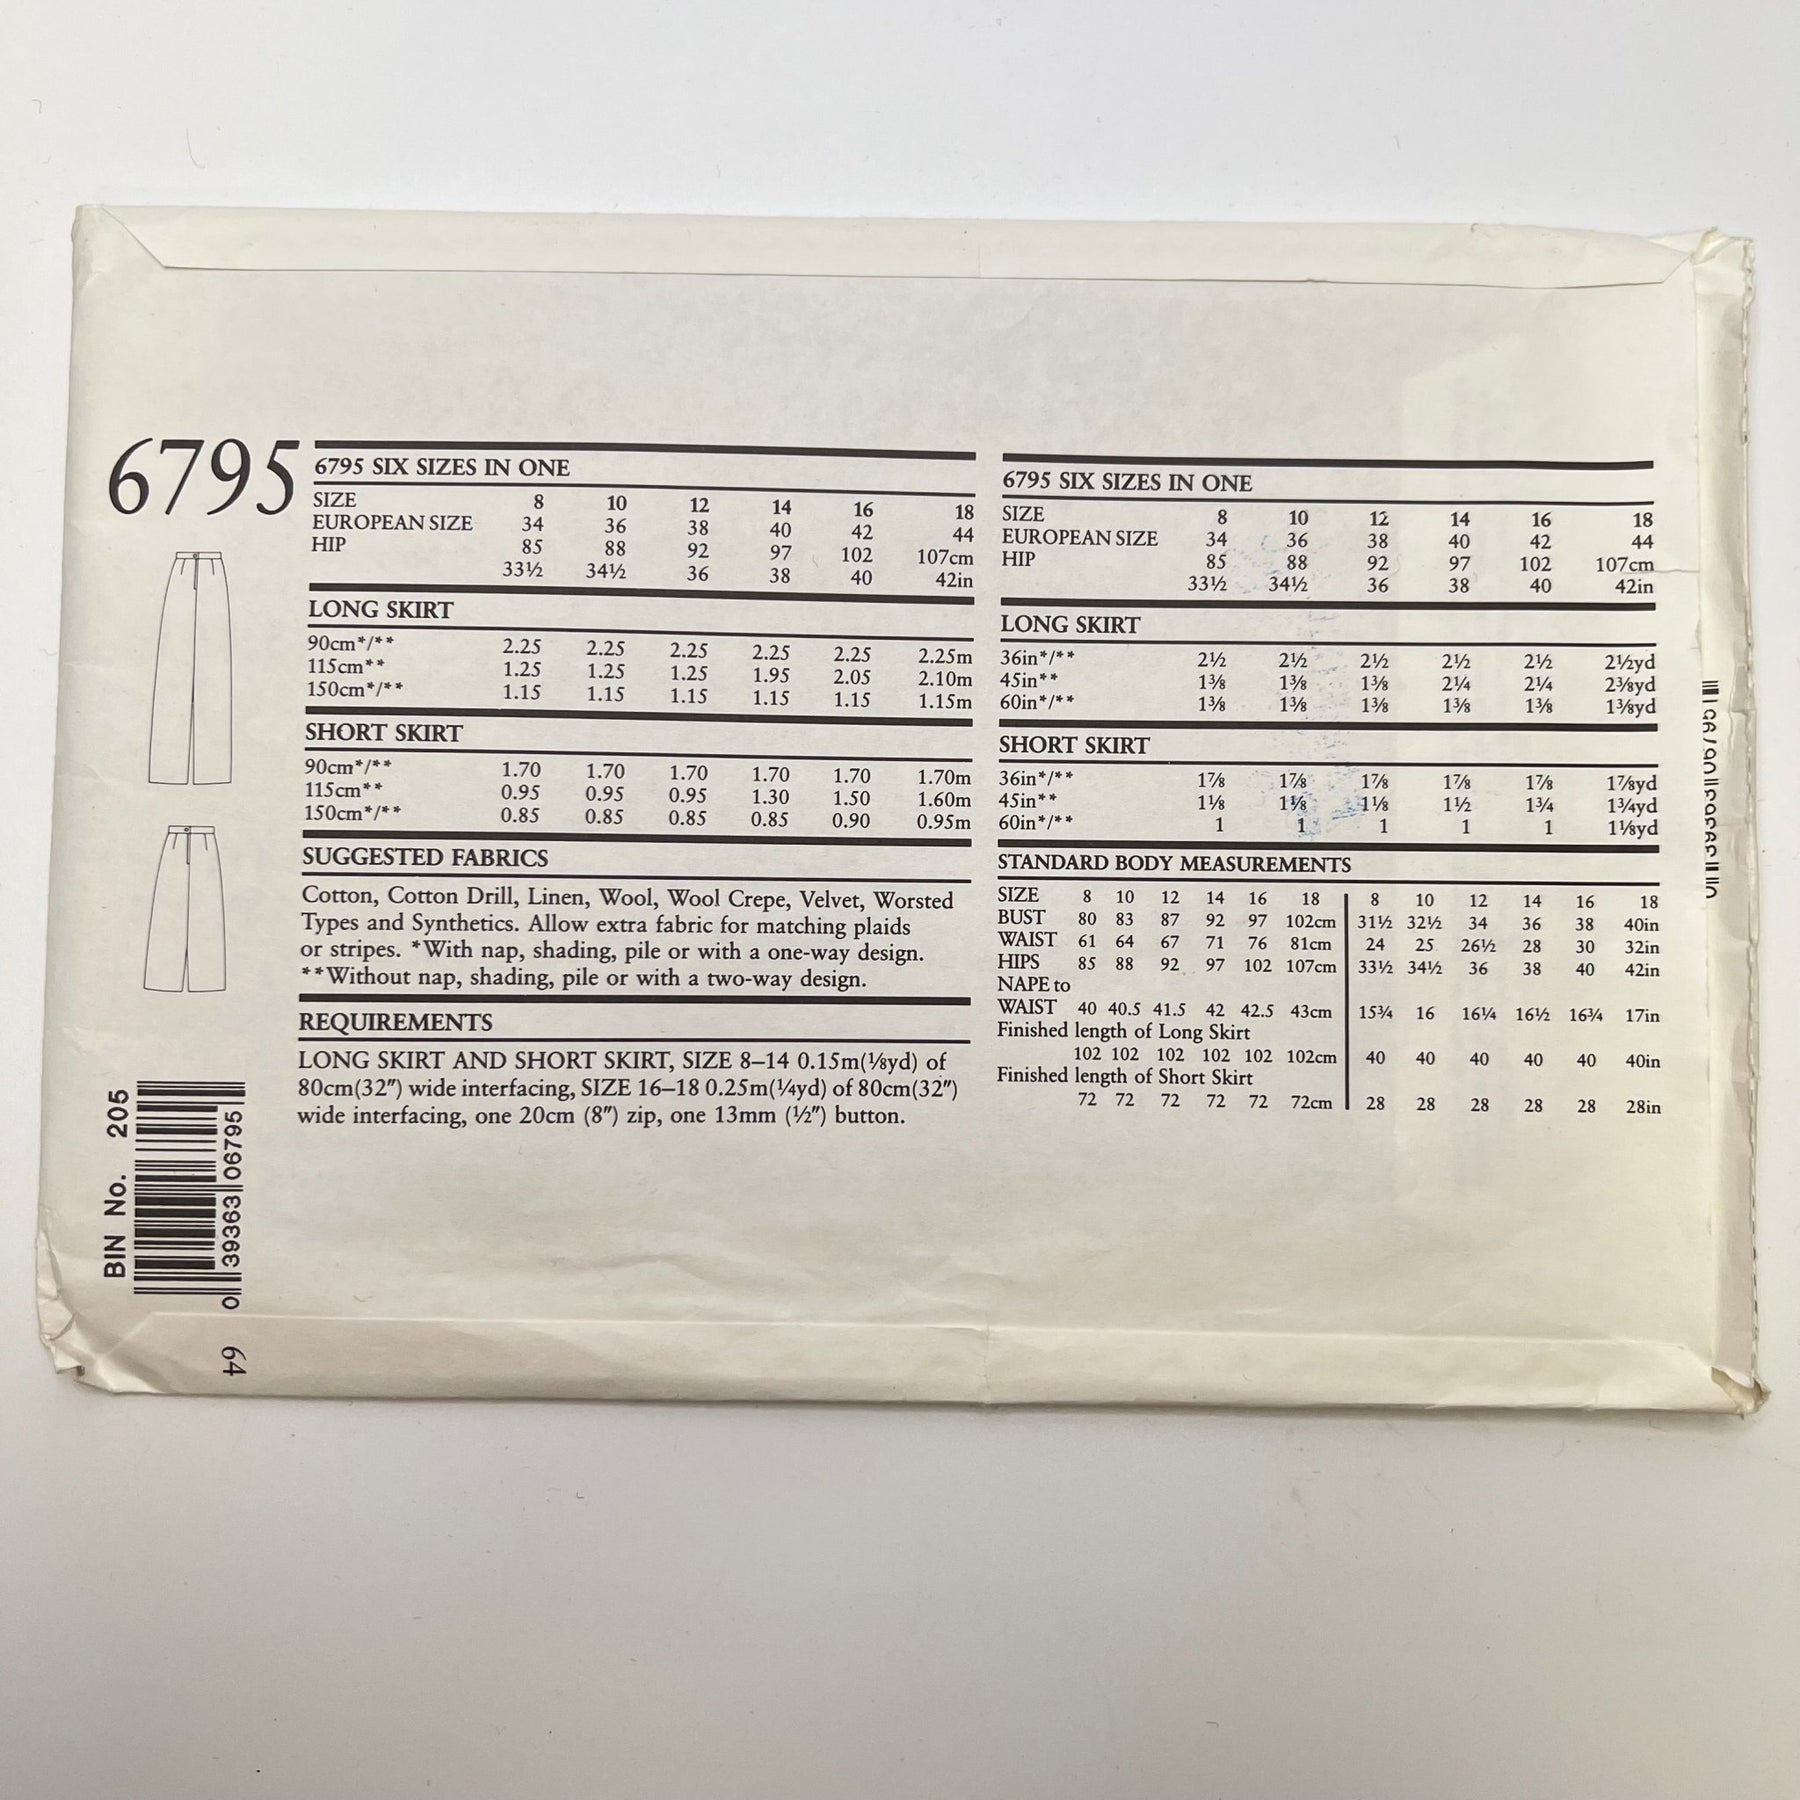 6795
6795 SIX SIZES IN ONE
SIZE 8 10 12 14 16 18
EUROPEAN SIZE 34 36 38 40 42 44
HIP 85 88 92 97 102 107cm
33½ 34½ 36 38 40 42in
LONG SKIRT
90cm*/** 2.25 2.25 2.25 2.25 2.25 2.25m
115cm** 1.25 1.25 1.25 1.95 2.05 2.10m
150cm*/** 1.15 1.15 1.15 1.15 1.15 1.15m
SHORT SKIRT
90cm*/** 1.70 1.70 1.70 1.70 1.70 1.70m
115cm** 0.95 0.95 0.95 1.30 1.50 1.60m
150cm*/** 0.85 0.85 0.85 0.85 0.90 0.95m
SUGGESTED FABRICS
Cotton, Cotton Drill, Linen, Wool, Wool Crepe, Velvet, Worsted
Types and Synthetics. Allow extra fabric for matching plaids
or stripes. *With nap, shading, pile or with a one-way design.
**Without nap, shading, pile or with a two-way design.
REQUIREMENTS
LONG SKIRT AND SHORT SKIRT, SIZE 8–14 0.15m(⅛yd) of
80cm(32″) wide interfacing, SIZE 16–18 0.25m(¼yd) of 80cm(32″)
wide interfacing, one 20cm (8″) zip, one 13mm (½″) button.
6795 SIX SIZES IN ONE
SIZE 8 10 12 14 16 18
EUROPEAN SIZE 34 36 38 40 42 44
HIP 85 88 92 97 102 107cm
33½ 34½ 36 38 40 42in
LONG SKIRT
36in*/** 2½ 2½ 2½ 2½ 2½ 2½yd
45in** 1⅜ 1⅜ 1⅜ 2¼ 2¼ 2⅜yd
60in*/** 1⅜ 1⅜ 1⅜ 1⅜ 1⅜ 1⅜yd
SHORT SKIRT
36in*/** 1⅞ 1⅞ 1⅞ 1⅞ 1⅞ 1⅞yd
45in** 1⅛ 1⅛ 1⅛ 1½ 1¾ 1¾yd
60in*/** 1 1 1 1 1 1⅛yd
STANDARD BODY MEASUREMENTS
SIZE 8 10 12 14 16 18 8 10 12 14 16 18
BUST 80 83 87 92 97 102cm 31½ 32½ 34 36 38 40in
WAIST 61 64 67 71 76 81cm 24 25 26½ 28 30 32in
HIPS 85 88 92 97 102 107cm 33½ 34½ 36 38 40 42in
NAPE to
WAIST 40 40.5 41.5 42 42.5 43cm 15¾ 16 16¼ 16½ 16¾ 17in
Finished length of Long Skirt
102 102 102 102 102 102cm 40 40 40 40 40 40in
Finished length of Short Skirt
72 72 72 72 72 72cm 28 28 28 28 28 28in
BIN No. 205
0 39363 06795
64